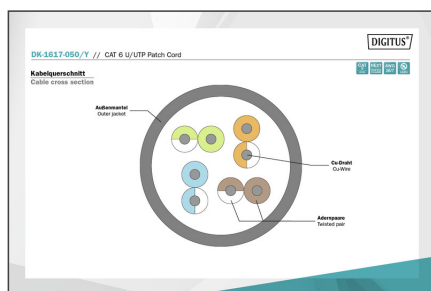 DIGITUS®
DK-1617-050/Y // CAT 6 U/UTP Patch Cord
Kabelquerschnitt
Cable cross section
Außenmantel
Outer jacket
Cu-Draht
Cu-Wire
Adernpaare
Twisted pair